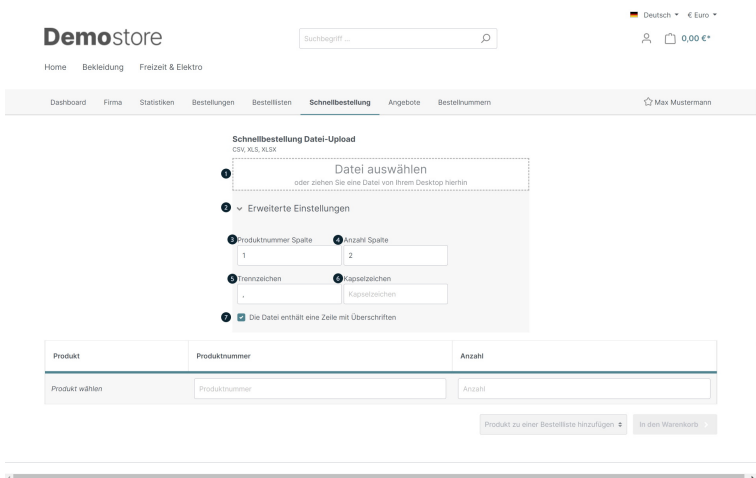 Deutsch € Euro
Demostore
Suchbegriff ...
0,00 €*
Home Bekleidung Freizeit & Elektro
Dashboard Firma Statistiken Bestellungen Bestelllisten Schnellbestellung Angebote Bestellnummern Max Mustermann
Schnellbestellung Datei-Upload
CSV, XLS, XLSX
1 Datei auswählen
oder ziehen Sie eine Datei von Ihrem Desktop hierhin
2 Erweiterte Einstellungen
3 Produktnummer Spalte 4 Anzahl Spalte
1 2
5 Trennzeichen 6 Kapselzeichen
, Kapselzeichen
7 Die Datei enthält eine Zeile mit Überschriften
Produkt Produktnummer Anzahl
Produkt wählen Produktnummer Anzahl
Produkt zu einer Bestellliste hinzufügen In den Warenkorb